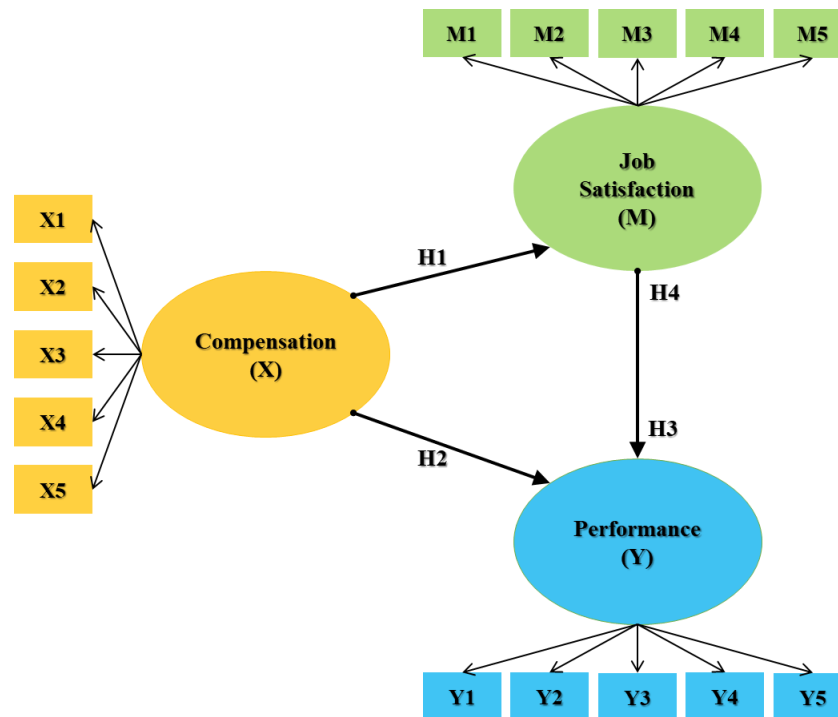 M1 M2 M3 M4 M5
Job
Satisfaction
(M)
X1
X2
X3
X4
X5
H1
Compensation
(X)
H4
H2
H3
Performance
(Y)
Y1 Y2 Y3 Y4 Y5